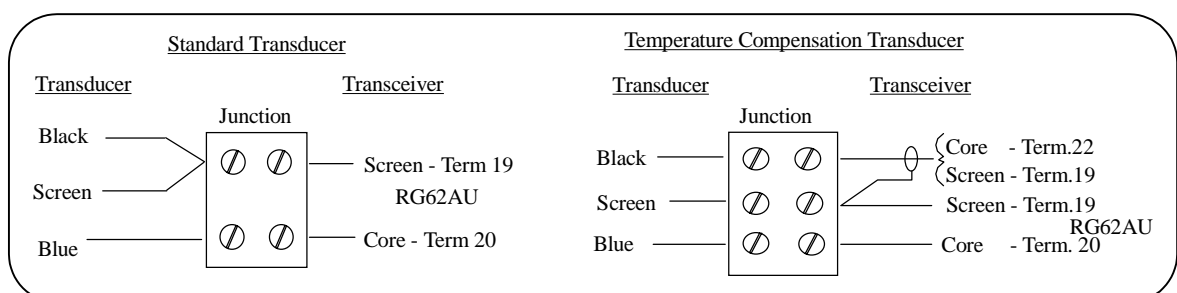 Standard Transducer
Transducer Transceiver
Junction
Black
Screen
Blue
Screen - Term 19
RG62AU
Core - Term 20
Temperature Compensation Transducer
Transducer Transceiver
Junction
Black
Screen
Blue
Core - Term.22
Screen - Term.19
Screen - Term.19
RG62AU
Core - Term. 20